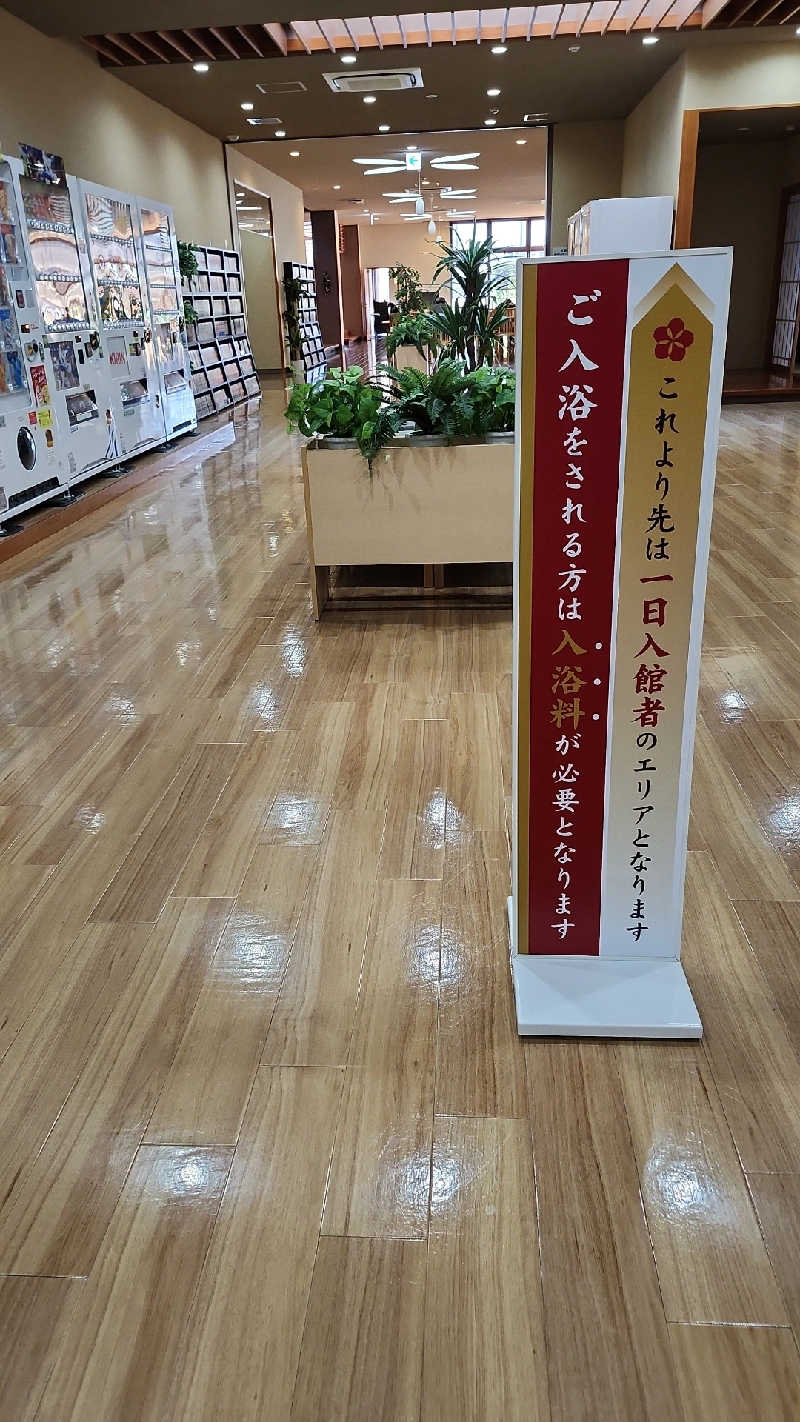 これより先は一日入館者のエリアとなります
ご入浴をされる方は入浴料が必要となります